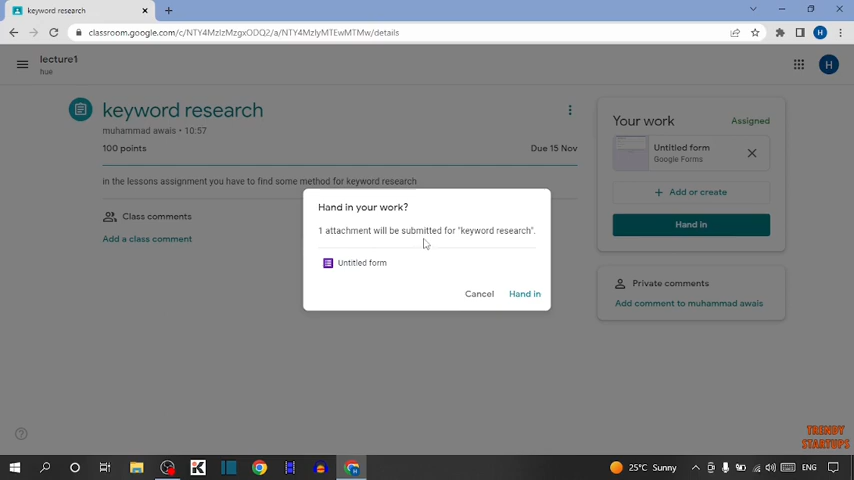 keyword research
classroom.google.com/c/NTY4MzIzMzgxODQ2/a/NTY4MzIyMTEwMTMw/details
H
lecture1
hue
H
keyword research
muhammad awais • 10:57
100 points
Due 15 Nov
in the lessons assignment you have to find some method for keyword research
Class comments
Add a class comment
Your work
Assigned
Untitled form
Google Forms
+ Add or create
Hand in
Private comments
Add comment to muhammad awais
Hand in your work?
1 attachment will be submitted for "keyword research".
Untitled form
Cancel
Hand in
TRENDY
STARTUPS
K
H
25°C Sunny
ENG